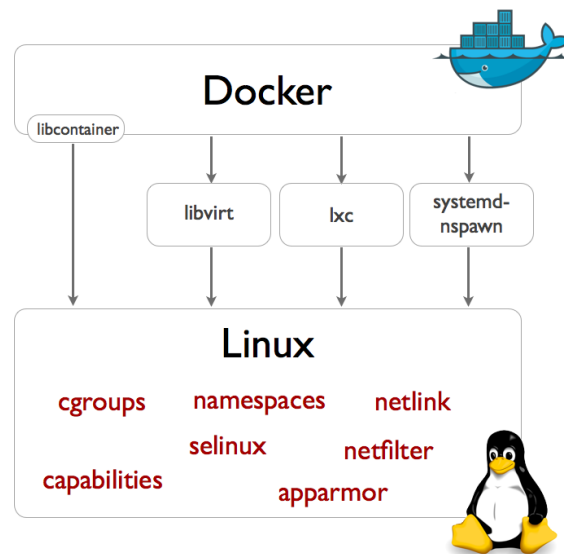 Docker
libcontainer
libvirt
lxc
systemd-
nspawn
Linux
cgroups
namespaces
netlink
selinux
netfilter
capabilities
apparmor